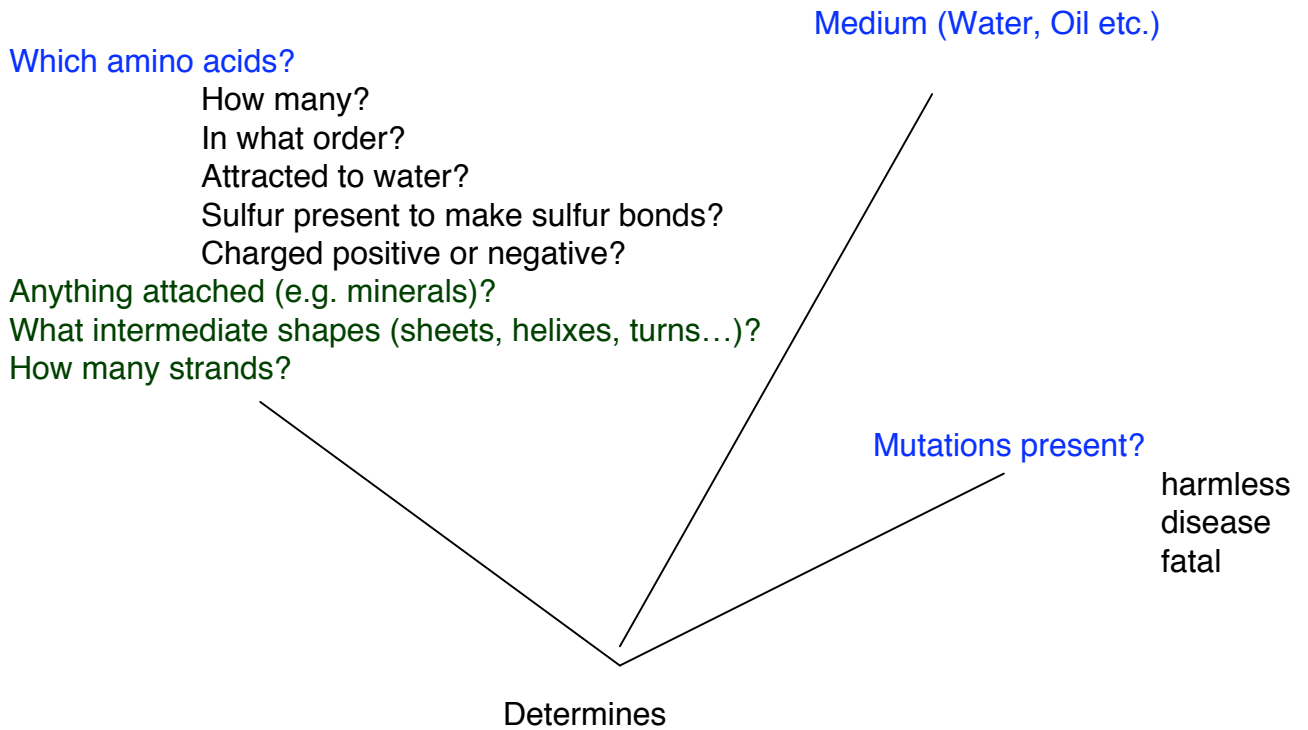 Medium (Water, Oil etc.)
Which amino acids?
How many?
In what order?
Attracted to water?
Sulfur present to make sulfur bonds?
Charged positive or negative?
Anything attached (e.g. minerals)?
What intermediate shapes (sheets, helixes, turns…)?
How many strands?
Mutations present?
harmless
disease
fatal
Determines